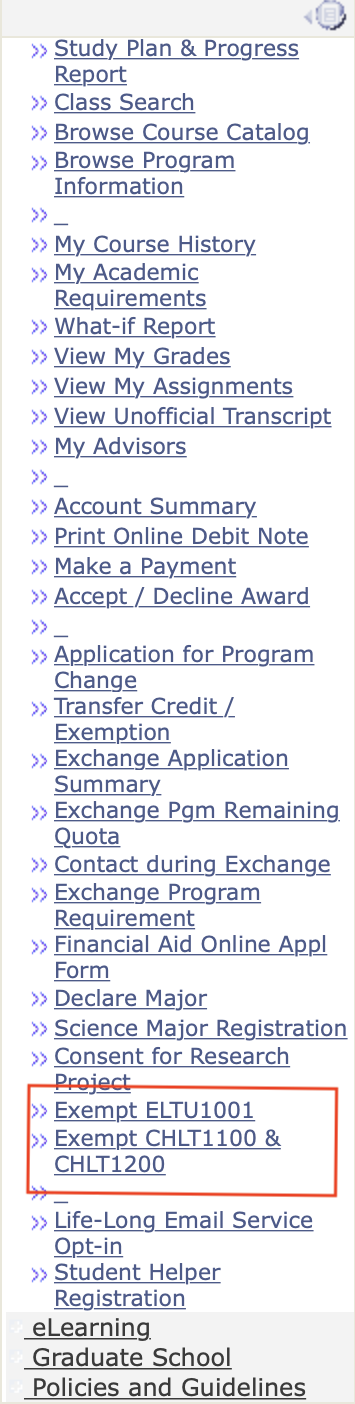 Study Plan & Progress
Report
Class Search
Browse Course Catalog
Browse Program
Information
_
My Course History
My Academic
Requirements
What-if Report
View My Grades
View My Assignments
View Unofficial Transcript
My Advisors
_
Account Summary
Print Online Debit Note
Make a Payment
Accept / Decline Award
_
Application for Program
Change
Transfer Credit /
Exemption
Exchange Application
Summary
Exchange Pgm Remaining
Quota
Contact during Exchange
Exchange Program
Requirement
Financial Aid Online Appl
Form
Declare Major
Science Major Registration
Consent for Research
Project
Exempt ELTU1001
Exempt CHLT1100 &
CHLT1200
_
Life-Long Email Service
Opt-in
Student Helper
Registration
eLearning
Graduate School
Policies and Guidelines